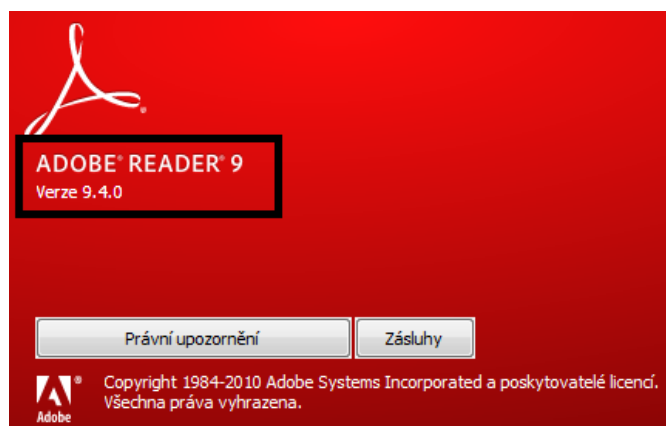 ADOBE® READER® 9
Verze 9.4.0
Právní upozornění
Zásluhy
Adobe
®
Copyright 1984-2010 Adobe Systems Incorporated a poskytovatelé licencí.
Všechna práva vyhrazena.